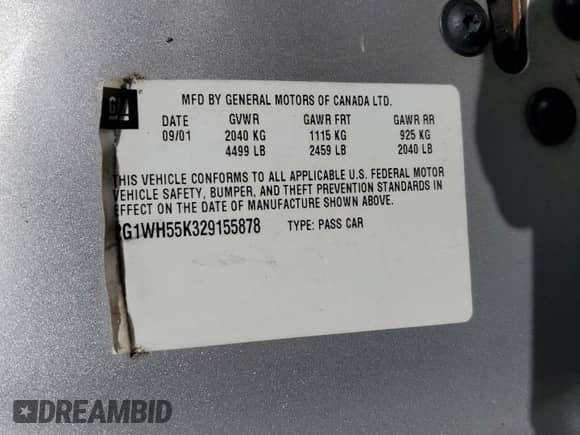 GM
MFD BY GENERAL MOTORS OF CANADA LTD.
DATE GVWR GAWR FRT GAWR RR
09/01 2040 KG 1115 KG 925 KG
4499 LB 2459 LB 2040 LB
THIS VEHICLE CONFORMS TO ALL APPLICABLE U.S. FEDERAL MOTOR
VEHICLE SAFETY, BUMPER, AND THEFT PREVENTION STANDARDS IN
EFFECT ON THE DATE OF MANUFACTURE SHOWN ABOVE.
G1WH55K329155878 TYPE: PASS CAR
DREAMBID